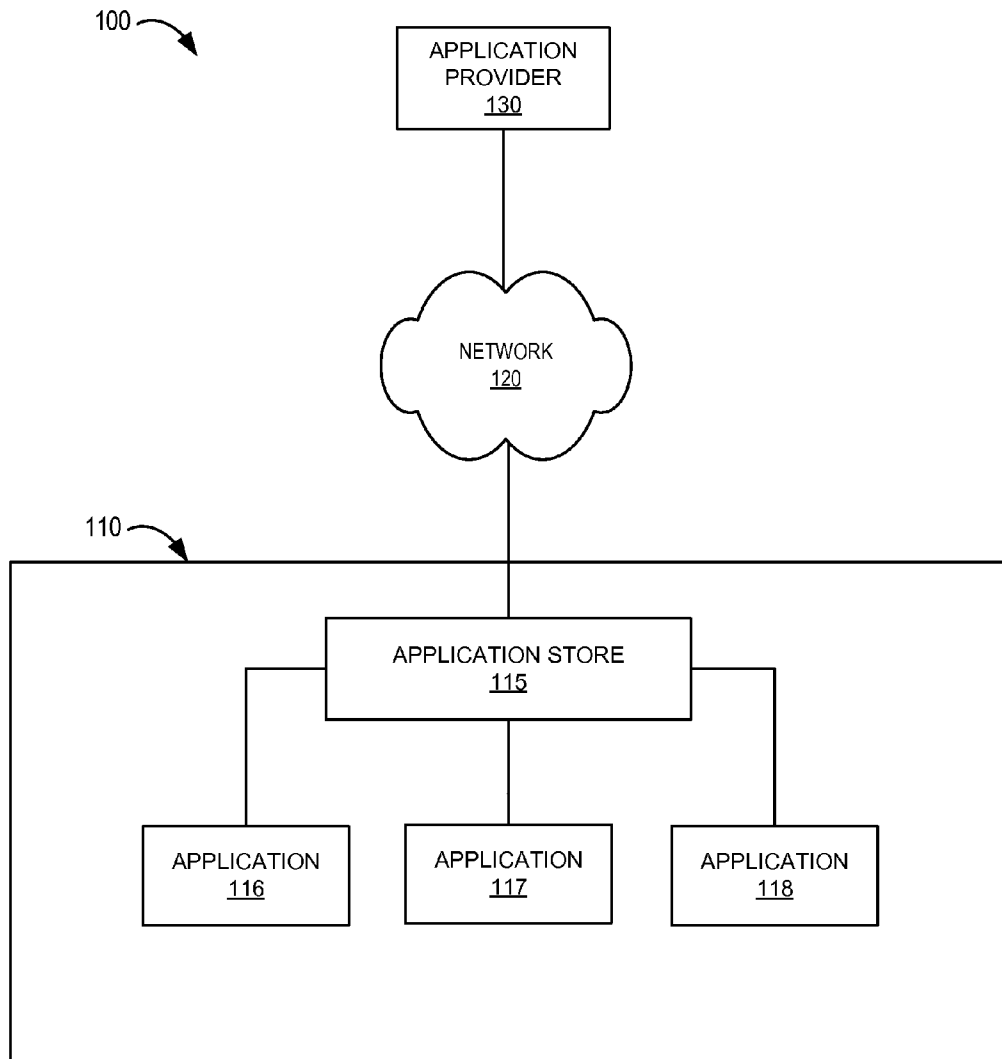 100
APPLICATION
PROVIDER
130
NETWORK
120
110
APPLICATION STORE
115
APPLICATION
116
APPLICATION
117
APPLICATION
118